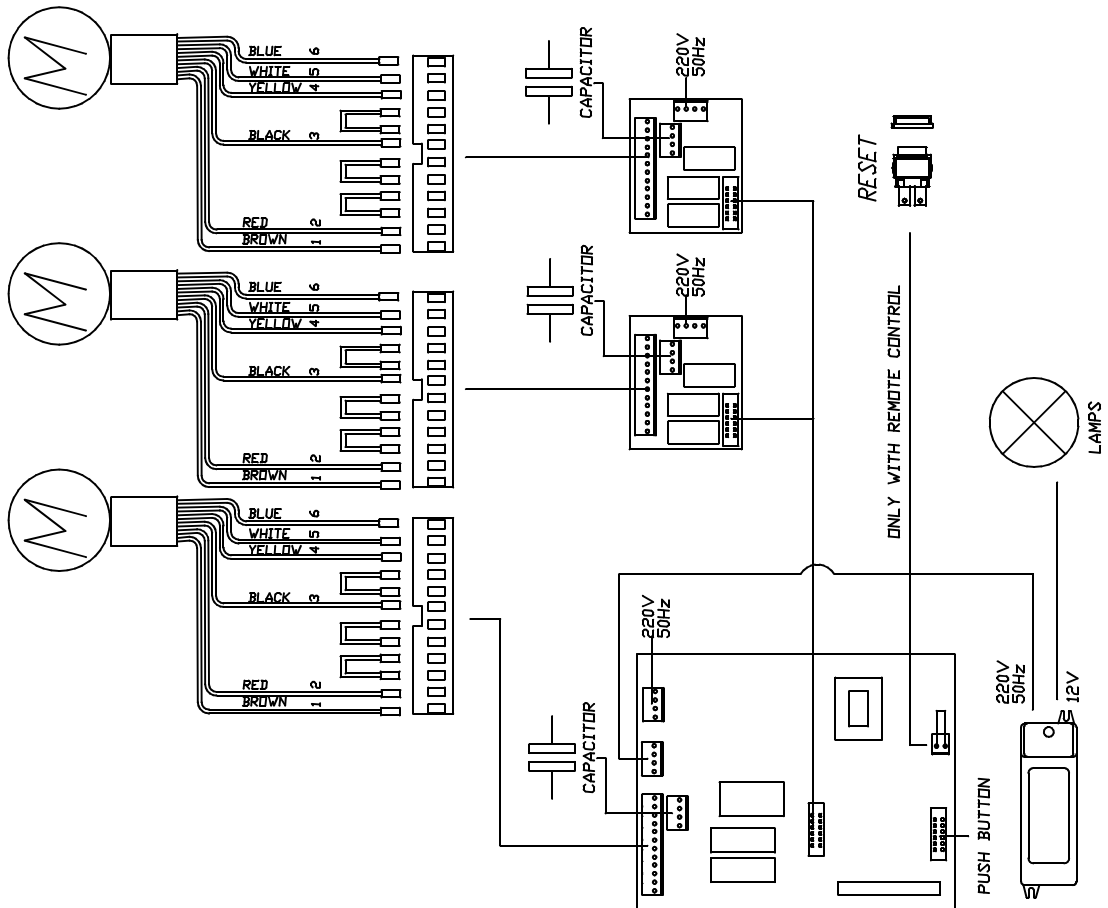 BLUE 6
WHITE 5
YELLOW 4
BLACK 3
RED 2
BROWN 1
CAPACITOR
220V
50Hz
RESET
BLUE 6
WHITE 5
YELLOW 4
BLACK 3
RED 2
BROWN 1
CAPACITOR
220V
50Hz
ONLY WITH REMOTE CONTROL
LAMPS
BLUE 6
WHITE 5
YELLOW 4
BLACK 3
RED 2
BROWN 1
220V
50Hz
CAPACITOR
220V
50Hz
12V
PUSH BUTTON
M
M
M